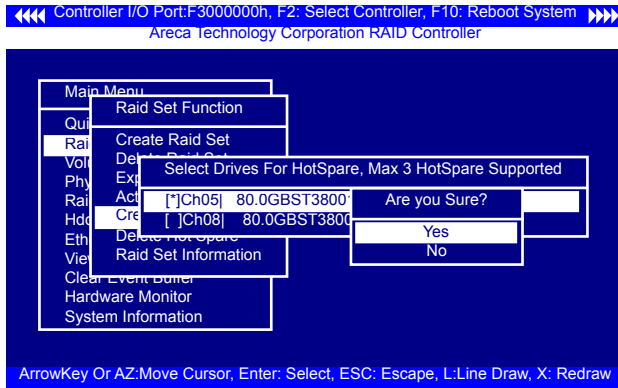 Controller I/O Port:F3000000h, F2: Select Controller, F10: Reboot System
Areca Technology Corporation RAID Controller
Main Menu
Raid Set Function
Create Raid Set
Select Drives For HotSpare, Max 3 HotSpare Supported
[*]Ch05| 80.0GBST3800
[ ]Ch08| 80.0GBST3800
Are you Sure?
Yes
No
Delete Hot Spare
Raid Set Information
Clear Event Buffer
Hardware Monitor
System Information
ArrowKey Or AZ:Move Cursor, Enter: Select, ESC: Escape, L:Line Draw, X: Redraw